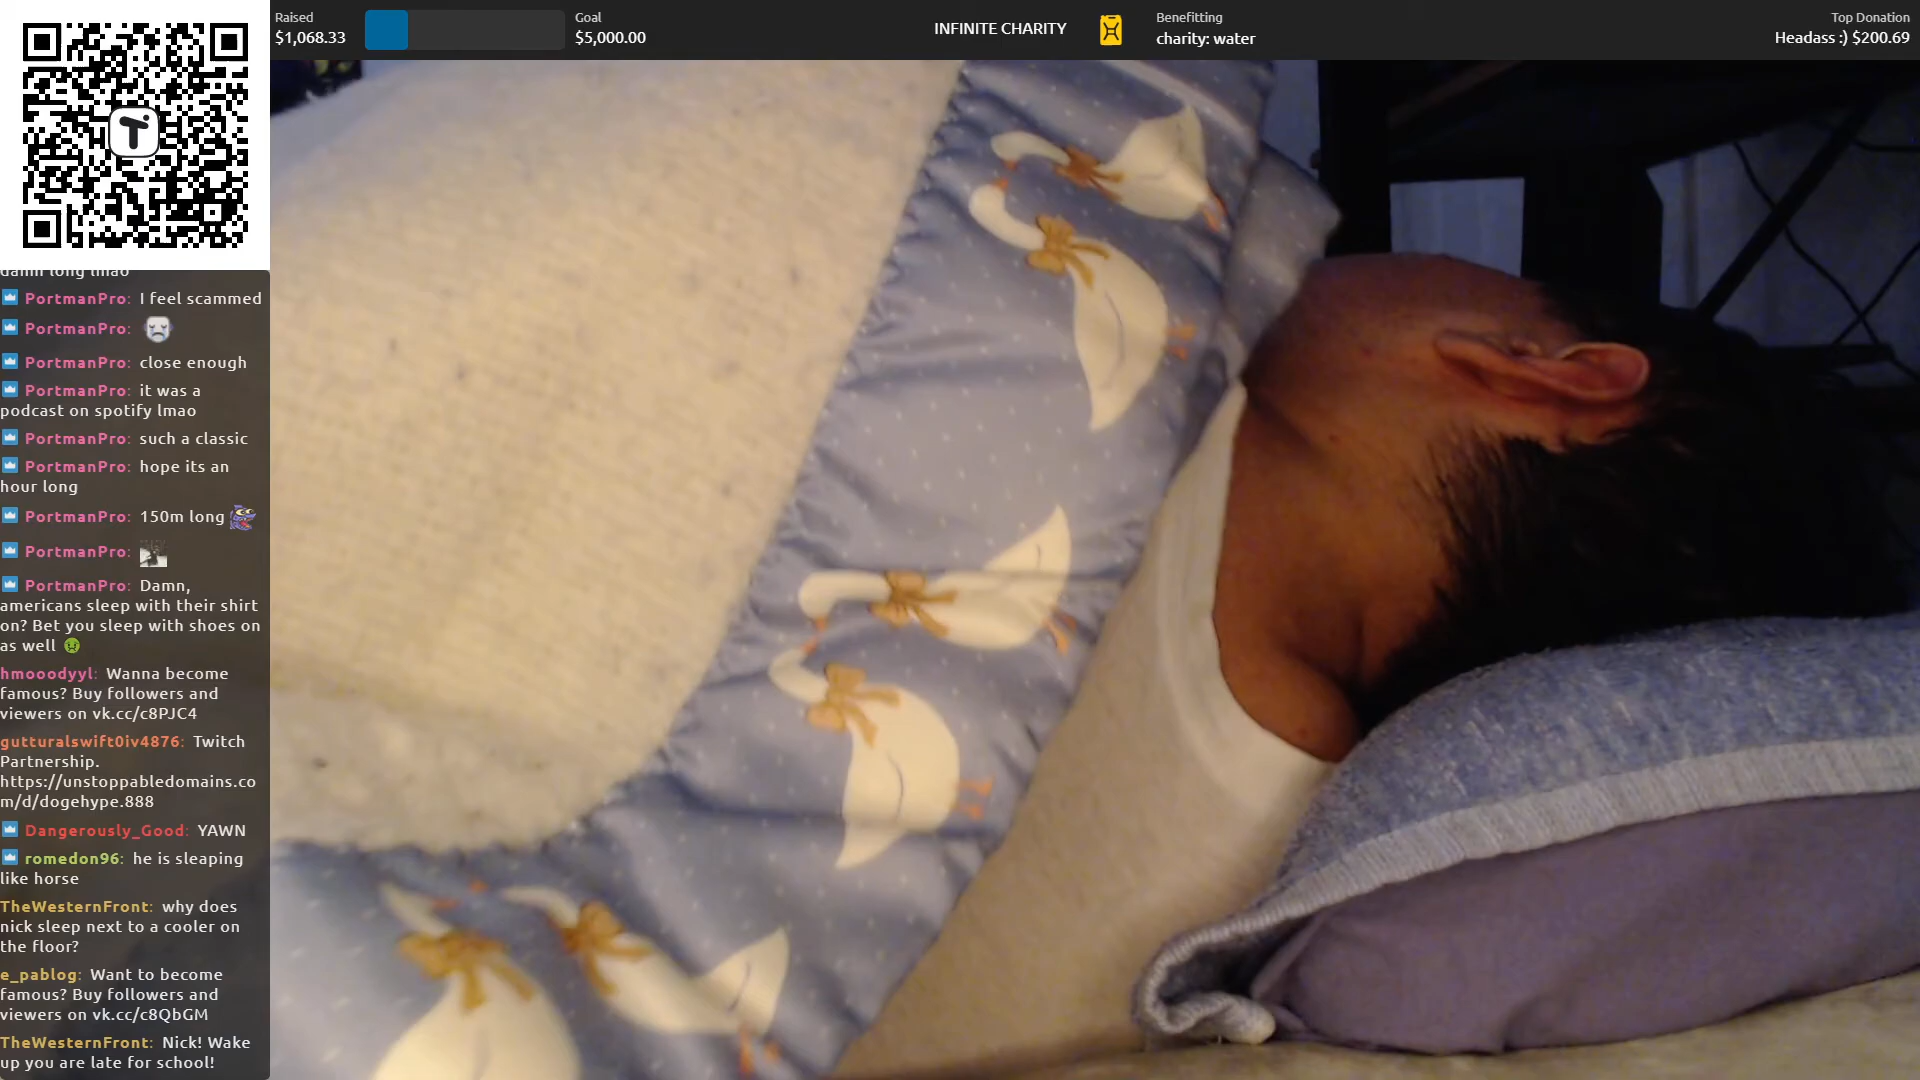 Raised
$1,068.33
Goal
$5,000.00
INFINITE CHARITY
Benefitting
charity: water
Top Donation
Headass :) $200.69
T
damn long lmao
PortmanPro: I feel scammed
PortmanPro:
PortmanPro: close enough
PortmanPro: it was a
podcast on spotify lmao
PortmanPro: such a classic
PortmanPro: hope its an
hour long
PortmanPro: 150m long
PortmanPro:
PortmanPro: Damn,
americans sleep with their shirt
on? Bet you sleep with shoes on
as well
hmooodyyl: Wanna become
famous? Buy followers and
viewers on vk.cc/c8PJC4
gutturalswift0iv4876: Twitch
Partnership.
https://unstoppabledomains.co
m/d/dogehype.888
Dangerously_Good: YAWN
romedon96: he is sleaping
like horse
TheWesternFront: why does
nick sleep next to a cooler on
the floor?
e_pablog: Want to become
famous? Buy followers and
viewers on vk.cc/c8QbGM
TheWesternFront: Nick! Wake
up you are late for school!